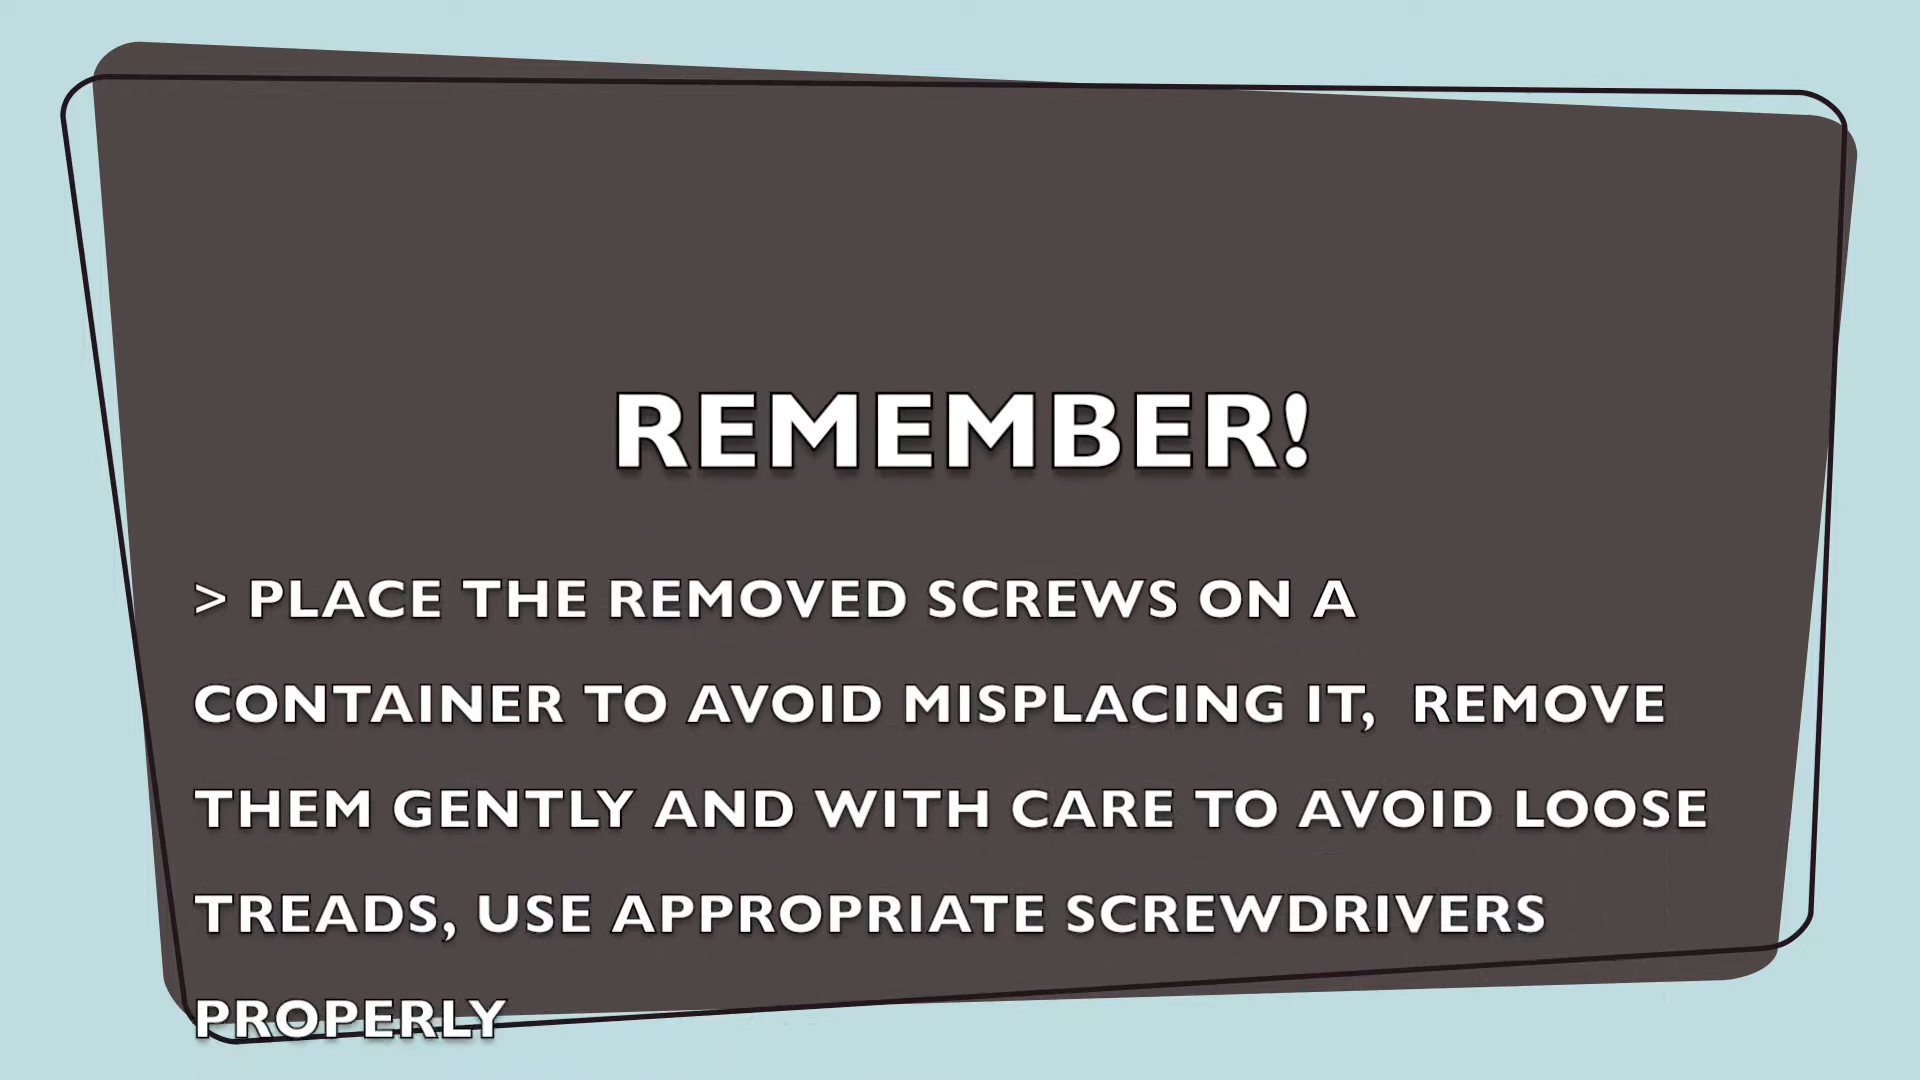 REMEMBER!
> PLACE THE REMOVED SCREWS ON A
CONTAINER TO AVOID MISPLACING IT,  REMOVE
THEM GENTLY AND WITH CARE TO AVOID LOOSE
TREADS, USE APPROPRIATE SCREWDRIVERS
PROPERLY